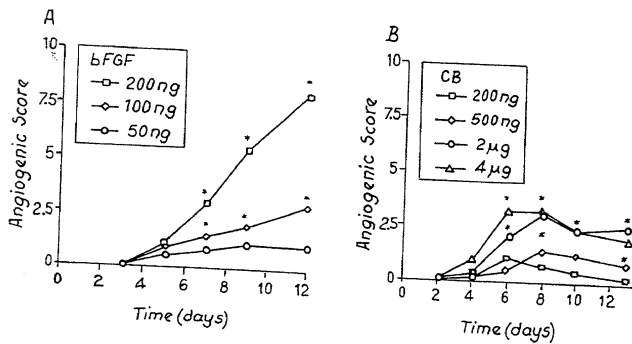 A
bFGF
200ng
100ng
50ng
10
7.5
5
2.5
0
Angiogenic Score
0 2 4 6 8 10 12
Time (days)
B
CB
200ng
500ng
2μg
4μg
10
7.5
5
2.5
0
Angiogenic Score
0 2 4 6 8 10 12
Time (days)